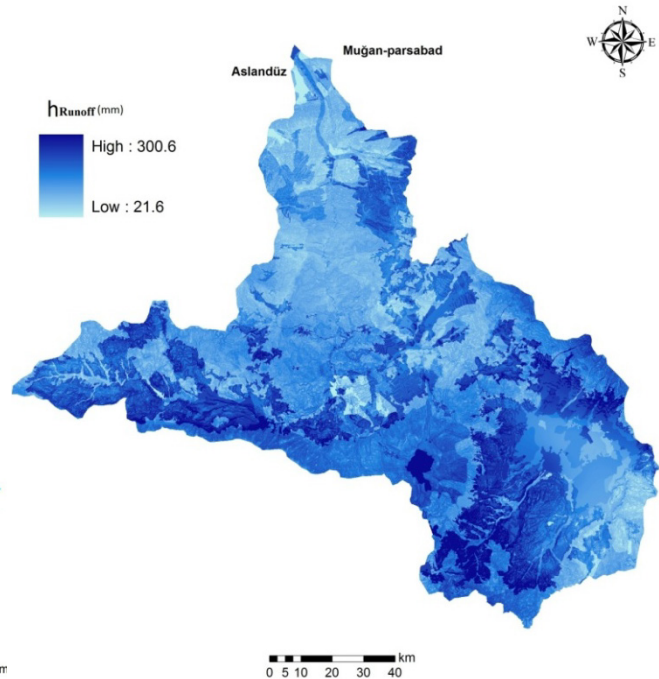 N
W E
S
Muğan-parsabad
Aslandüz
hRunoff (mm)
High : 300.6
Low : 21.6
km
0 5 10 20 30 40
m